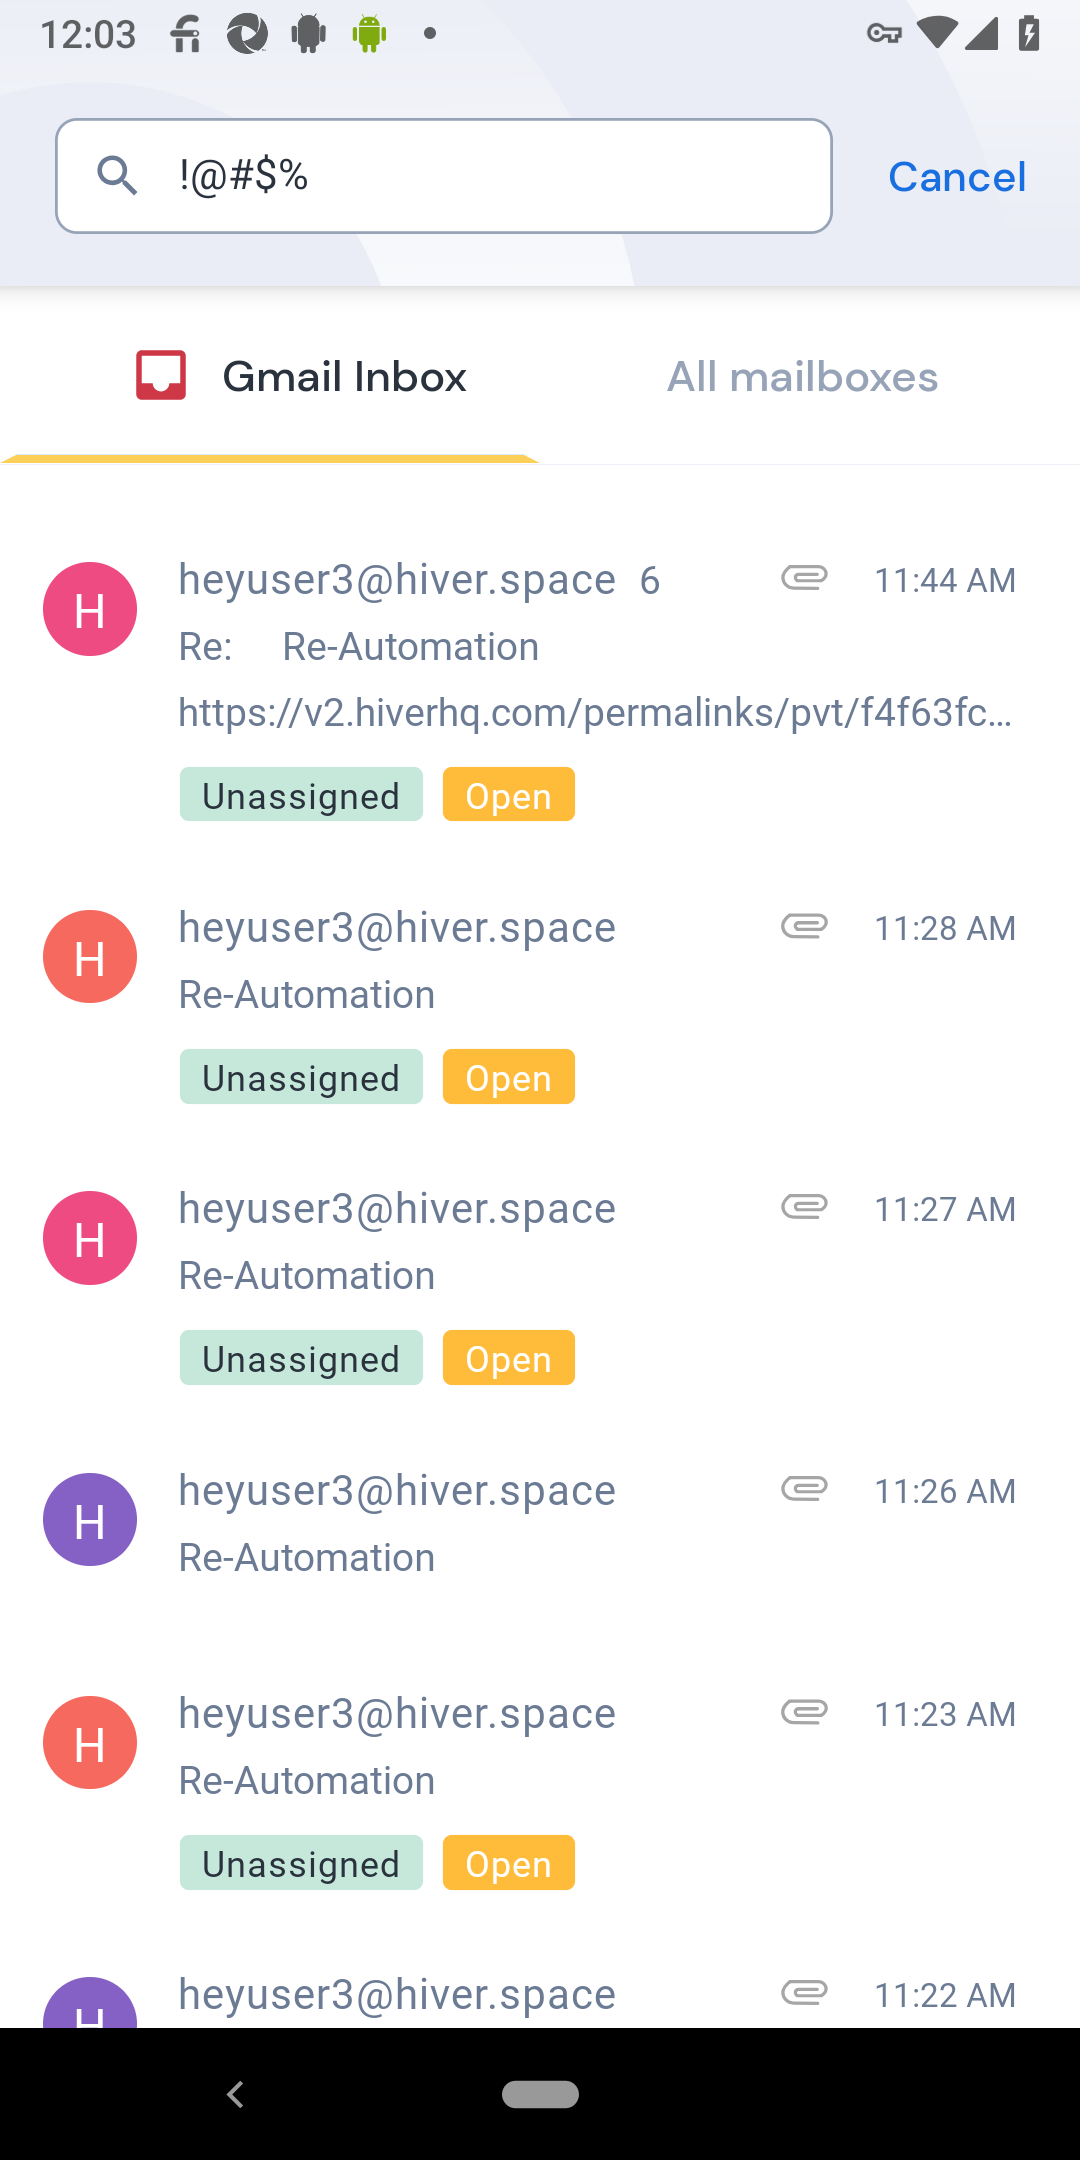 12:03
!@#$%
Cancel
Gmail Inbox
All mailboxes
H
heyuser3@hiver.space 6
11:44 AM
Re: Re-Automation
https://v2.hiverhq.com/permalinks/pvt/f4f63fc…
Unassigned Open
H
heyuser3@hiver.space
11:28 AM
Re-Automation
Unassigned Open
H
heyuser3@hiver.space
11:27 AM
Re-Automation
Unassigned Open
H
heyuser3@hiver.space
11:26 AM
Re-Automation
H
heyuser3@hiver.space
11:23 AM
Re-Automation
Unassigned Open
H
heyuser3@hiver.space
11:22 AM